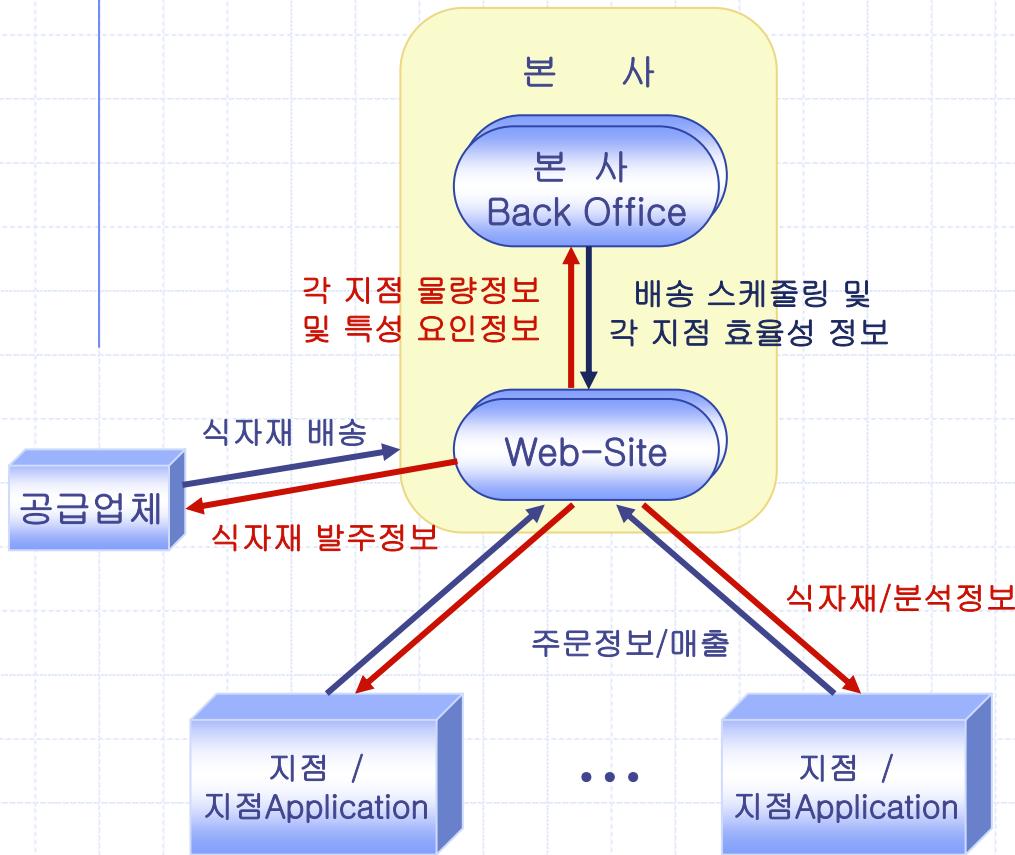 본 사
본 사
Back Office
각 지점 물량정보
및 특성 요인정보
배송 스케줄링 및
각 지점 효율성 정보
식자재 배송
Web-Site
공급업체
식자재 발주정보
식자재/분석정보
주문정보/매출
지점 /
지점Application
• • •
지점 /
지점Application